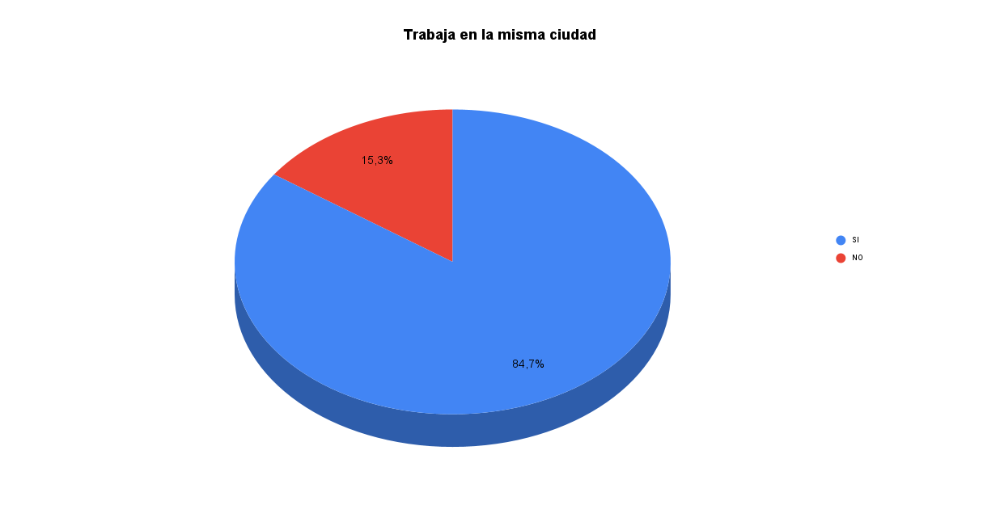 Trabaja en la misma ciudad
15,3%
SI
NO
84,7%